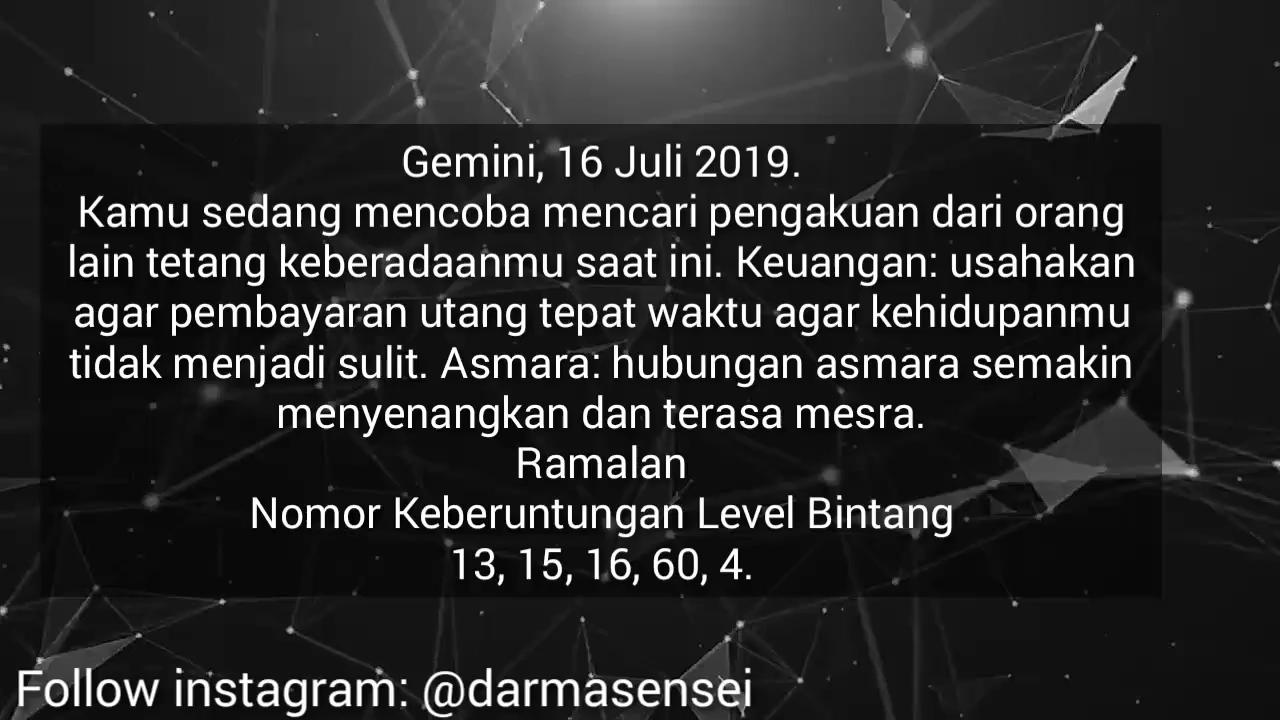 Gemini, 16 Juli 2019.
Kamu sedang mencoba mencari pengakuan dari orang
lain tetang keberadaanmu saat ini. Keuangan: usahakan
agar pembayaran utang tepat waktu agar kehidupanmu
tidak menjadi sulit. Asmara: hubungan asmara semakin
menyenangkan dan terasa mesra.
Ramalan
Nomor Keberuntungan Level Bintang
13, 15, 16, 60, 4.
Follow instagram: @darmasensei